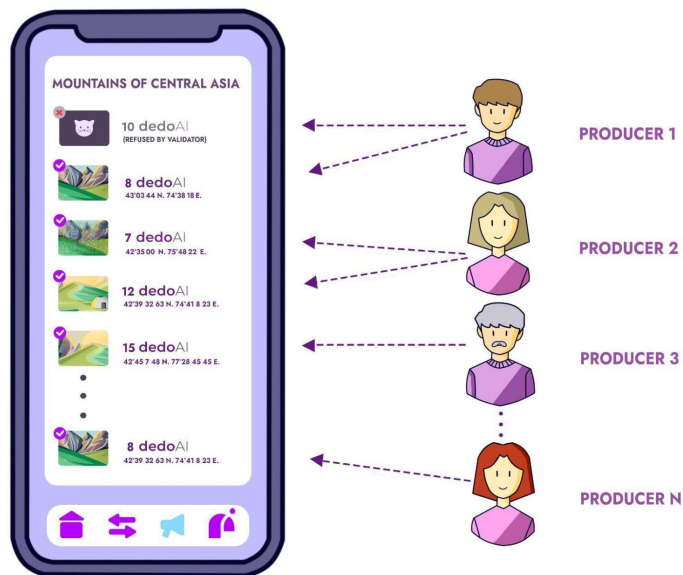 MOUNTAINS OF CENTRAL ASIA
10 dedoAI
(REFUSED BY VALIDATOR)
8 dedoAI
43'03 44 N. 74'38 18 E.
7 dedoAI
42'35 00 N. 75'48 22 E.
12 dedoAI
42'39 32 63 N. 74'41 8 23 E.
15 dedoAI
42'45 7 48 N. 77'28 45 45 E.
8 dedoAI
42'39 32 63 N. 74'41 8 23 E.
PRODUCER 1
PRODUCER 2
PRODUCER 3
PRODUCER N